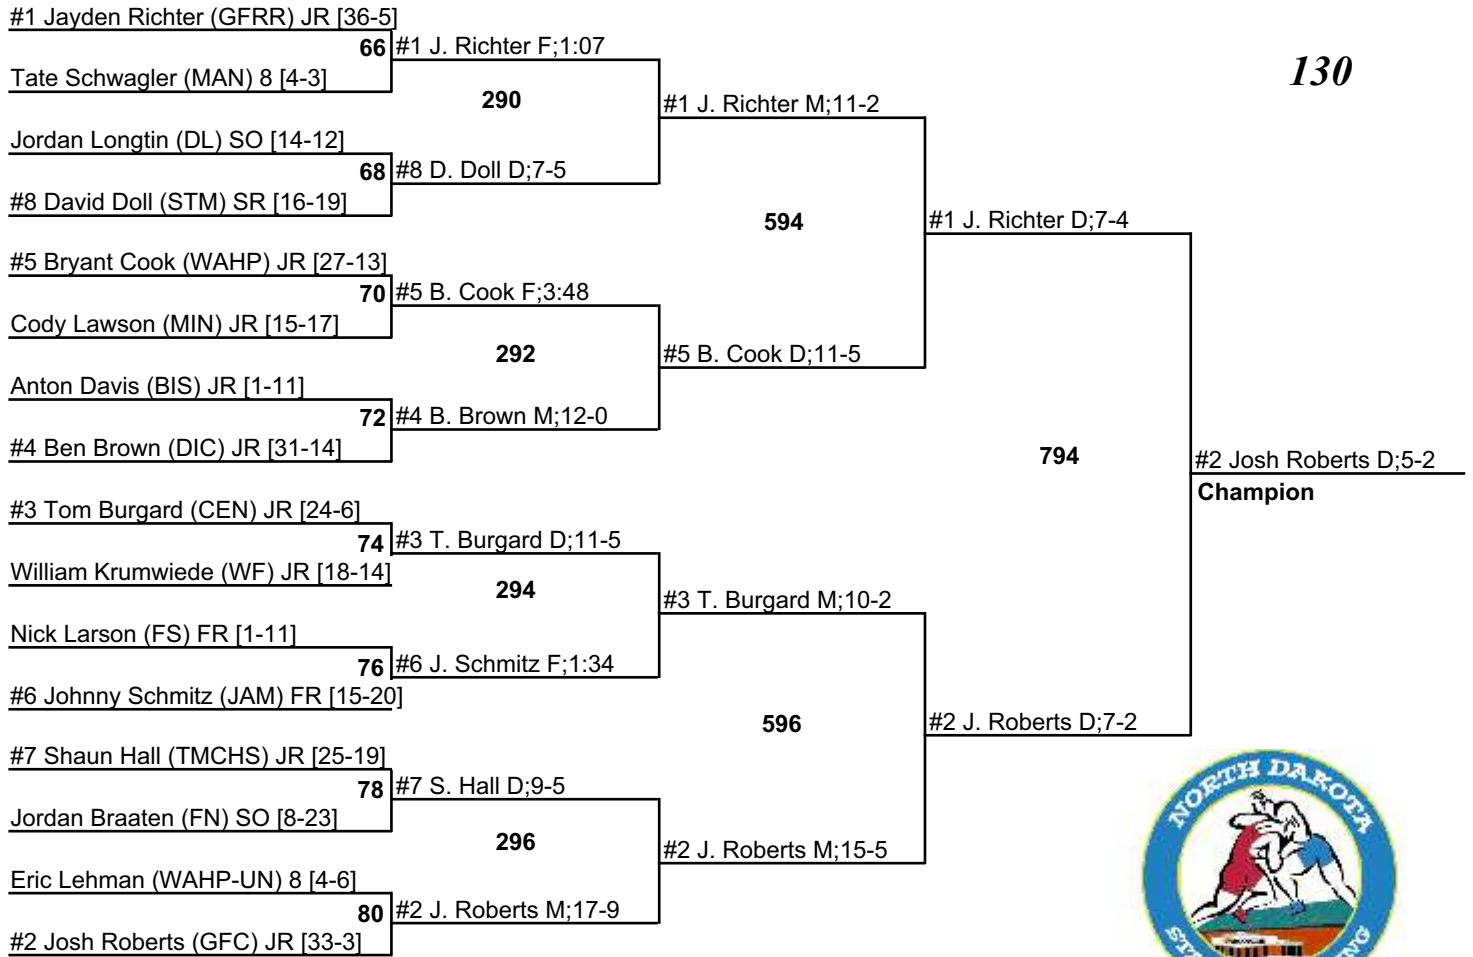 #1 Jayden Richter (GFRR) JR [36-5]
66
#1 J. Richter F;1:07
130
Tate Schwagler (MAN) 8 [4-3]
290
#1 J. Richter M;11-2
Jordan Longtin (DL) SO [14-12]
68
#8 D. Doll D;7-5
#8 David Doll (STM) SR [16-19]
594
#1 J. Richter D;7-4
#5 Bryant Cook (WAHP) JR [27-13]
70
#5 B. Cook F;3:48
Cody Lawson (MIN) JR [15-17]
292
#5 B. Cook D;11-5
Anton Davis (BIS) JR [1-11]
72
#4 B. Brown M;12-0
#4 Ben Brown (DIC) JR [31-14]
794
#2 Josh Roberts D;5-2
Champion
#3 Tom Burgard (CEN) JR [24-6]
74
#3 T. Burgard D;11-5
William Krumwiede (WF) JR [18-14]
294
#3 T. Burgard M;10-2
Nick Larson (FS) FR [1-11]
76
#6 J. Schmitz F;1:34
#6 Johnny Schmitz (JAM) FR [15-20]
596
#2 J. Roberts D;7-2
#7 Shaun Hall (TMCHS) JR [25-19]
78
#7 S. Hall D;9-5
Jordan Braaten (FN) SO [8-23]
296
#2 J. Roberts M;15-5
Eric Lehman (WAHP-UN) 8 [4-6]
80
#2 J. Roberts M;17-9
#2 Josh Roberts (GFC) JR [33-3]
NORTH DAKOTA